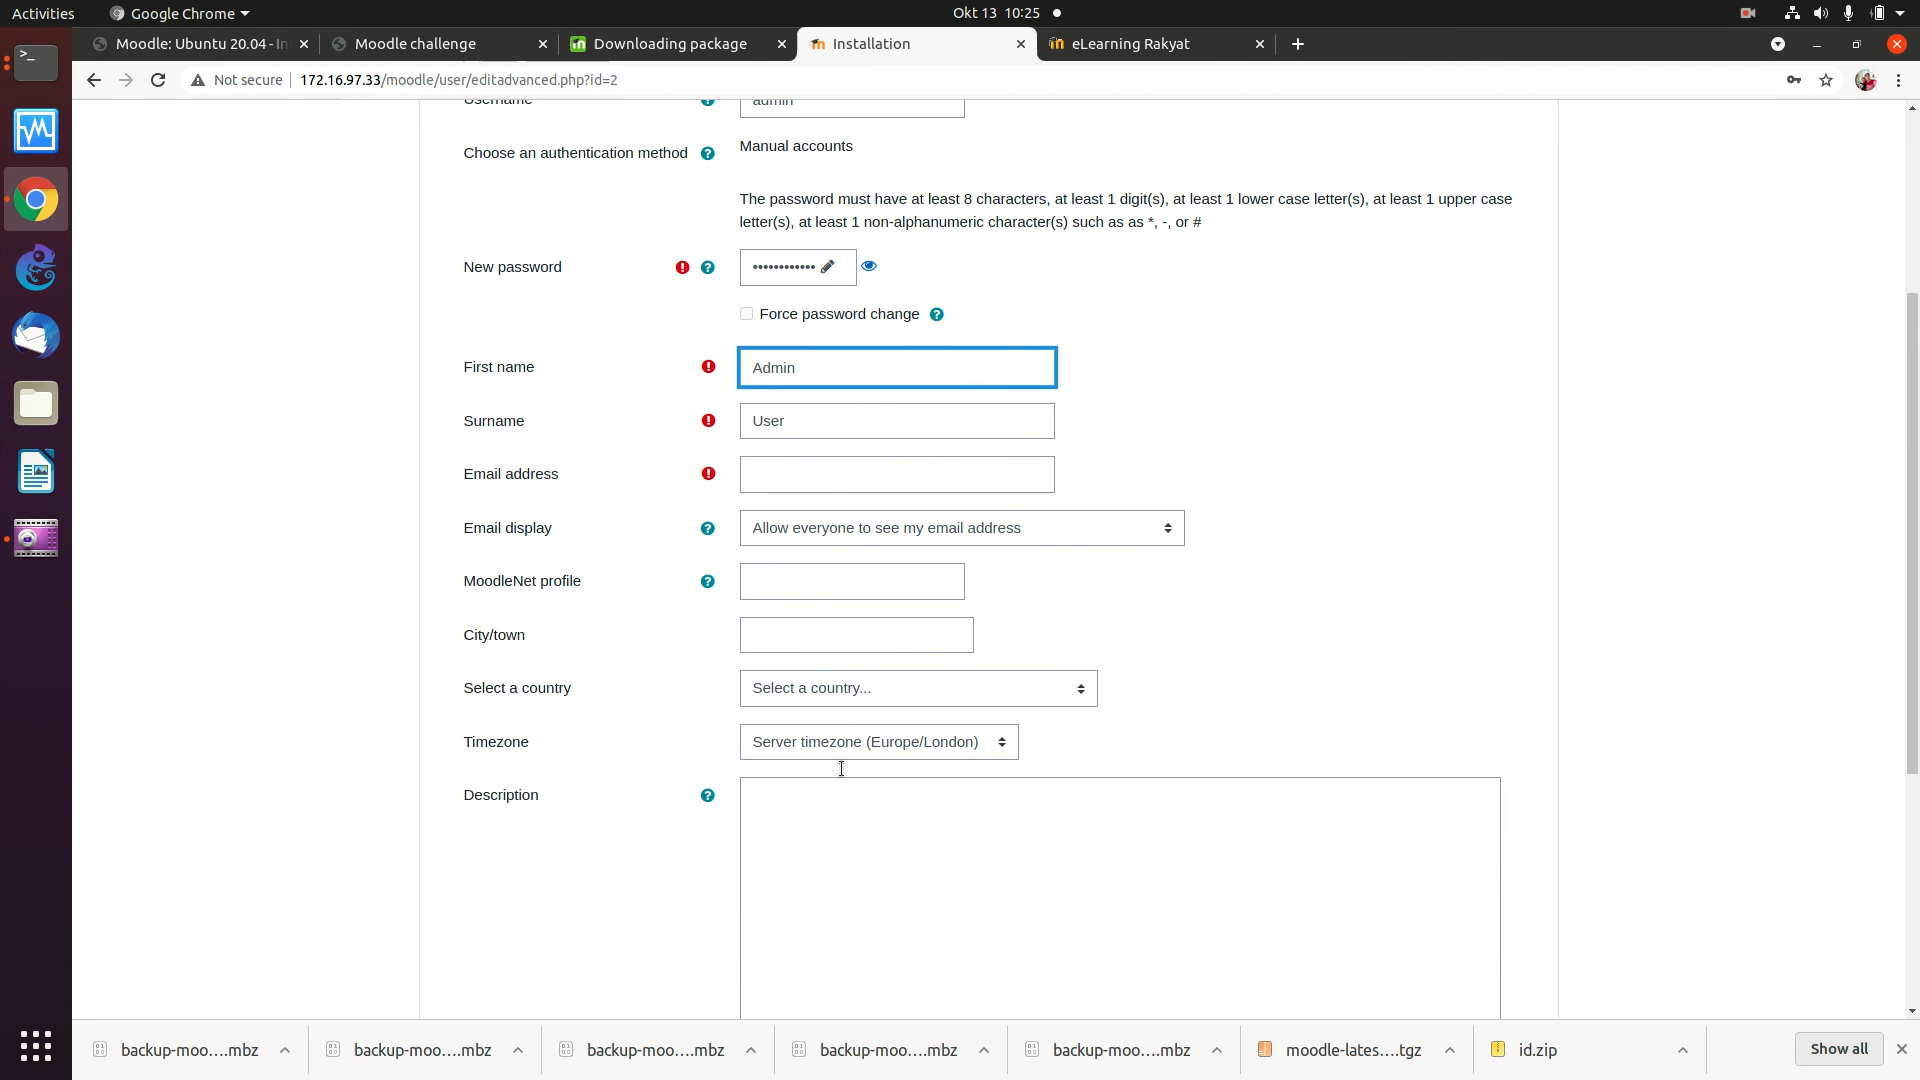 Activities
Google Chrome
Okt 13 10:25
Moodle: Ubuntu 20.04 - In
Moodle challenge
Downloading package
Installation
eLearning Rakyat
Not secure
172.16.97.33/moodle/user/editadvanced.php?id=2
Username
admin
Choose an authentication method
Manual accounts
The password must have at least 8 characters, at least 1 digit(s), at least 1 lower case letter(s), at least 1 upper case
letter(s), at least 1 non-alphanumeric character(s) such as as *, -, or #
New password
••••••••••••
Force password change
First name
Admin
Surname
User
Email address
Email display
Allow everyone to see my email address
MoodleNet profile
City/town
Select a country
Select a country...
Timezone
Server timezone (Europe/London)
Description
backup-moo....mbz
backup-moo....mbz
backup-moo....mbz
backup-moo....mbz
backup-moo....mbz
moodle-lates....tgz
id.zip
Show all